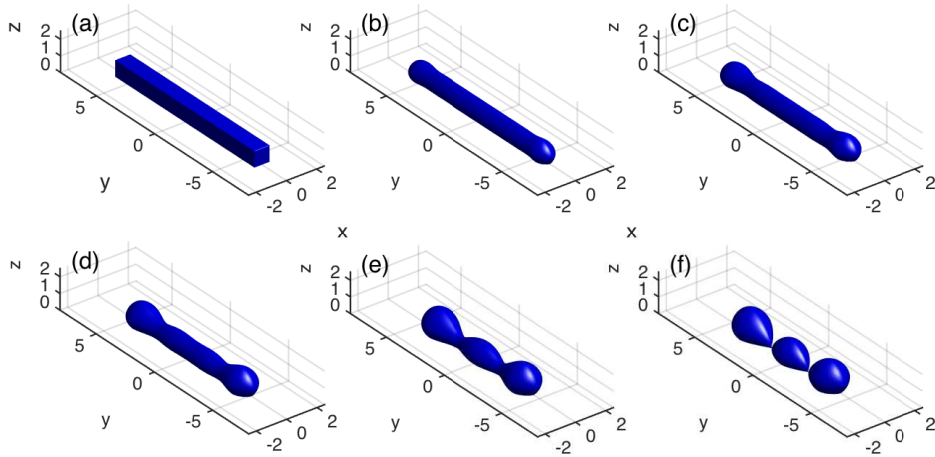 z 2 1 0 (a) 5 0 -5 y -2 0 2
z 2 1 0 (b) 5 0 -5 y -2 0 2 x
z 2 1 0 (c) 5 0 -5 y -2 0 2 x
z 2 1 0 (d) 5 0 -5 y -2 0 2
z 2 1 0 (e) 5 0 -5 y -2 0 2
z 2 1 0 (f) 5 0 -5 y -2 0 2